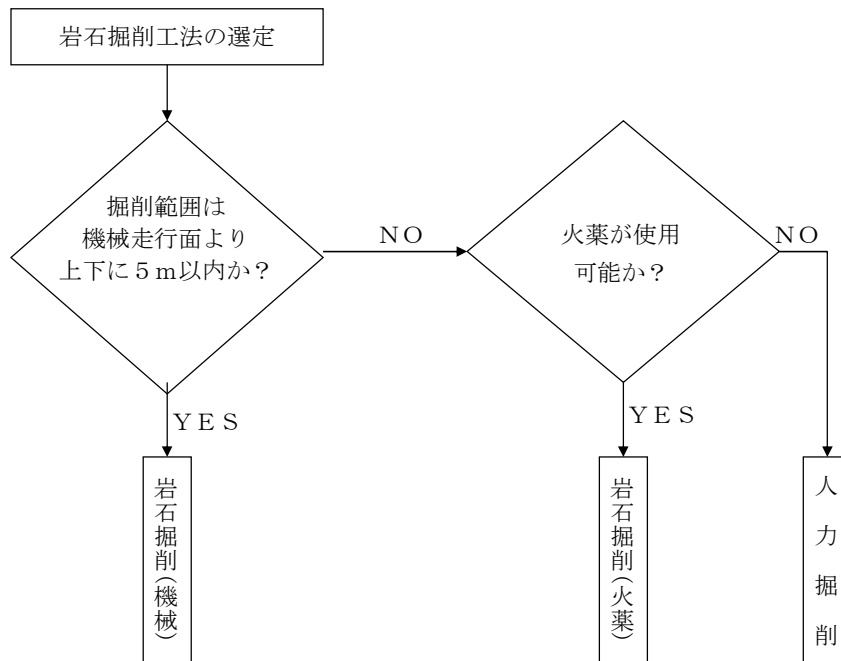 岩石掘削工法の選定
掘削範囲は
機械走行面より
上下に５ｍ以内か？
ＮＯ
火薬が使用
可能か？
ＮＯ
ＹＥＳ
ＹＥＳ
岩石掘削(機械)
岩石掘削(火薬)
人力掘削